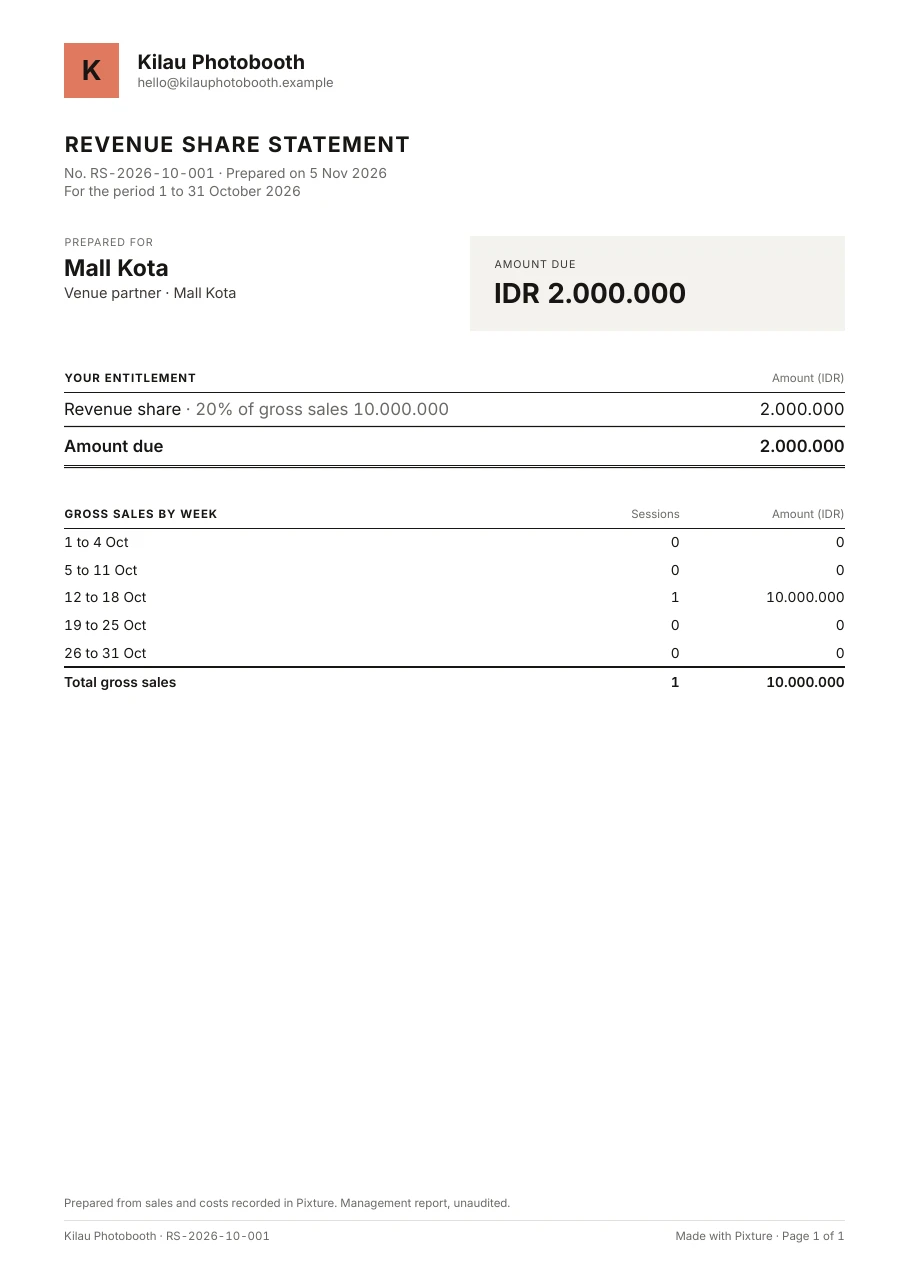 K
Kilau Photobooth
hello@kilauphotobooth.example
REVENUE SHARE STATEMENT
No. RS-2026-10-001 · Prepared on 5 Nov 2026
For the period 1 to 31 October 2026
PREPARED FOR
Mall Kota
Venue partner · Mall Kota
AMOUNT DUE
IDR 2.000.000
YOUR ENTITLEMENT Amount (IDR)
Revenue share · 20% of gross sales 10.000.000 2.000.000
Amount due 2.000.000
GROSS SALES BY WEEK Sessions Amount (IDR)
1 to 4 Oct 0 0
5 to 11 Oct 0 0
12 to 18 Oct 1 10.000.000
19 to 25 Oct 0 0
26 to 31 Oct 0 0
Total gross sales 1 10.000.000
Prepared from sales and costs recorded in Pixture. Management report, unaudited.
Kilau Photobooth · RS-2026-10-001 Made with Pixture · Page 1 of 1